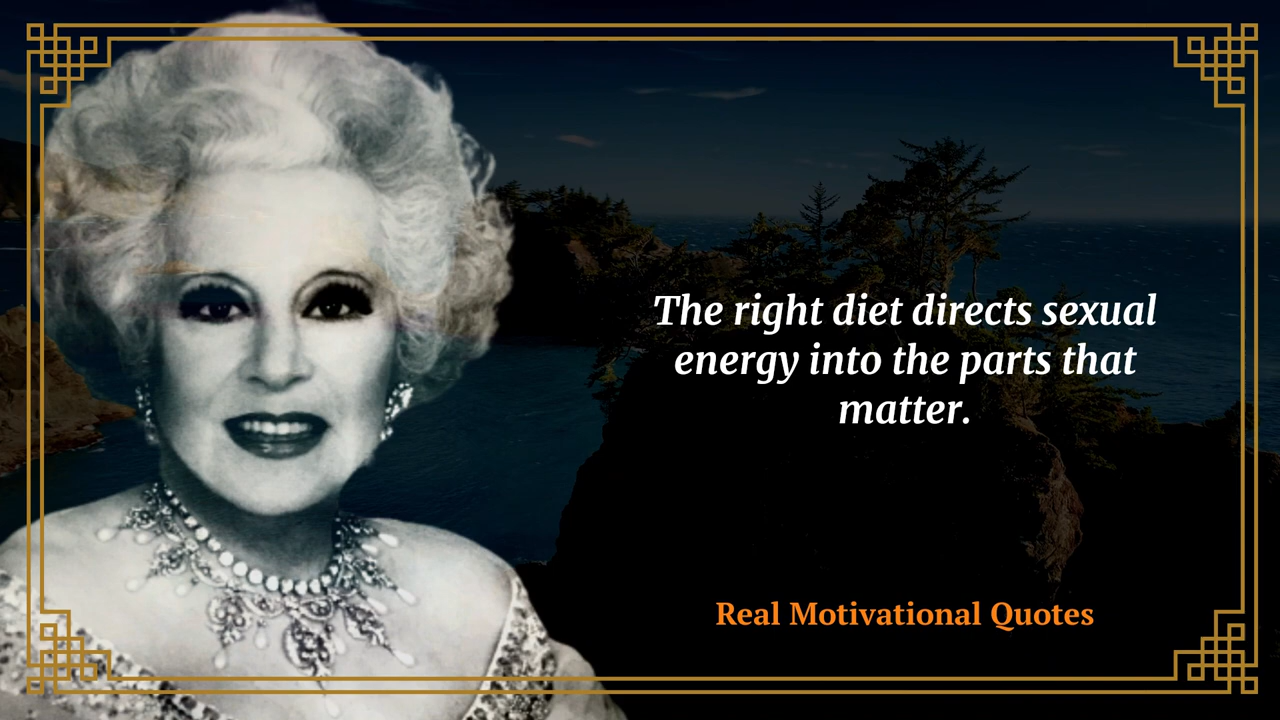 The right diet directs sexual
energy into the parts that
matter.
Real Motivational Quotes